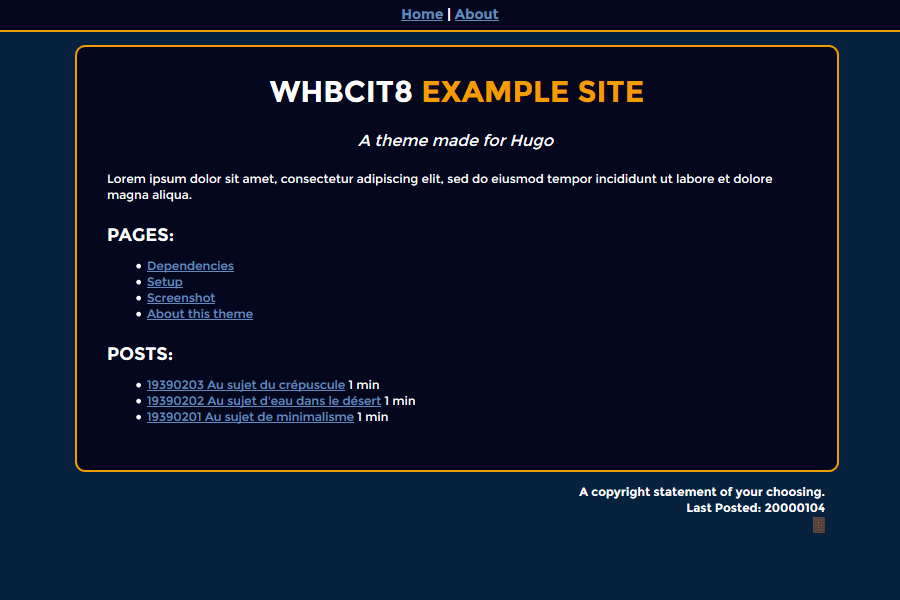 Home | About
WHBCIT8 EXAMPLE SITE
A theme made for Hugo
Lorem ipsum dolor sit amet, consectetur adipiscing elit, sed do eiusmod tempor incididunt ut labore et dolore
magna aliqua.
PAGES:
Dependencies
Setup
Screenshot
About this theme
POSTS:
19390203 Au sujet du crépuscule 1 min
19390202 Au sujet d'eau dans le désert 1 min
19390201 Au sujet de minimalisme 1 min
A copyright statement of your choosing.
Last Posted: 20000104